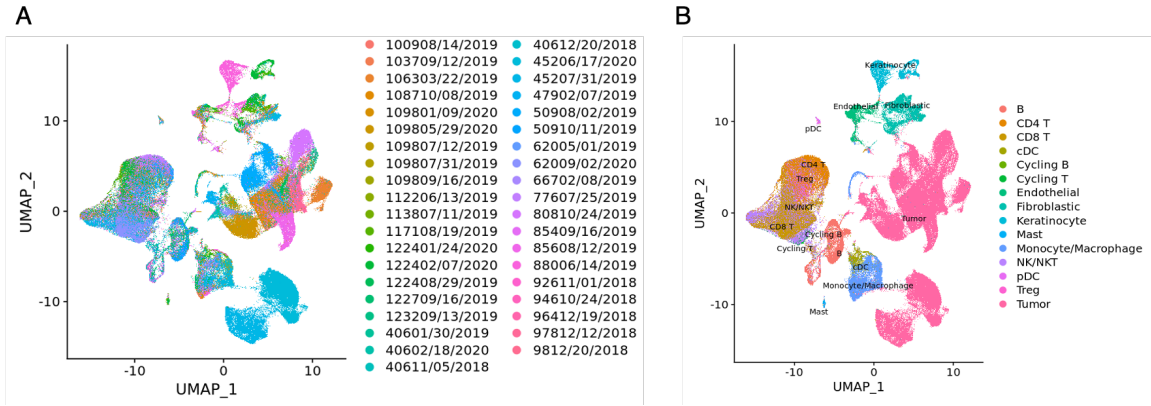 A
UMAP_2
10
0
-10
-10
0
10
UMAP_1
100908/14/2019
103709/12/2019
106303/22/2019
108710/08/2019
109801/09/2020
109805/29/2020
109807/12/2019
109807/31/2019
109809/16/2019
112206/13/2019
113807/11/2019
117108/19/2019
122401/24/2020
122402/07/2020
122408/29/2019
122709/16/2019
123209/13/2019
40601/30/2019
40602/18/2020
40611/05/2018
40612/20/2018
45206/17/2020
45207/31/2019
47902/07/2019
50908/02/2019
50910/11/2019
62005/01/2019
62009/02/2020
66702/08/2019
77607/25/2019
80810/24/2019
85409/16/2019
85608/12/2019
88006/14/2019
92611/01/2018
94610/24/2018
96412/19/2018
97812/12/2018
9812/20/2018
B
UMAP_2
10
0
-10
-10
0
10
UMAP_1
Keratinocyte
Endothelial
Fibroblastic
pDC
CD4 T
Treg
NK/NKT
Tumor
CD8 T
Cycling B
Cycling T
B
cDC
Monocyte/Macrophage
Mast
B
CD4 T
CD8 T
cDC
Cycling B
Cycling T
Endothelial
Fibroblastic
Keratinocyte
Mast
Monocyte/Macrophage
NK/NKT
pDC
Treg
Tumor